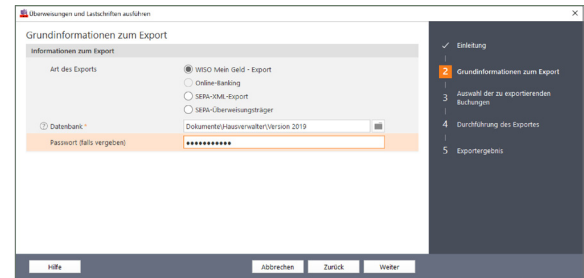 Überweisungen und Lastschriften ausführen
Grundinformationen zum Export
Informationen zum Export
Art des Exports
WISO Mein Geld - Export
Online-Banking
SEPA-XML-Export
SEPA-Überweisungsträger
Datenbank *
Dokumente\Hausverwalter\Version 2019
Passwort (falls vergeben)
•••••••••••
Einleitung
2 Grundinformationen zum Export
3 Auswahl der zu exportierenden
Buchungen
4 Durchführung des Exportes
5 Exportergebnis
Hilfe
Abbrechen
Zurück
Weiter